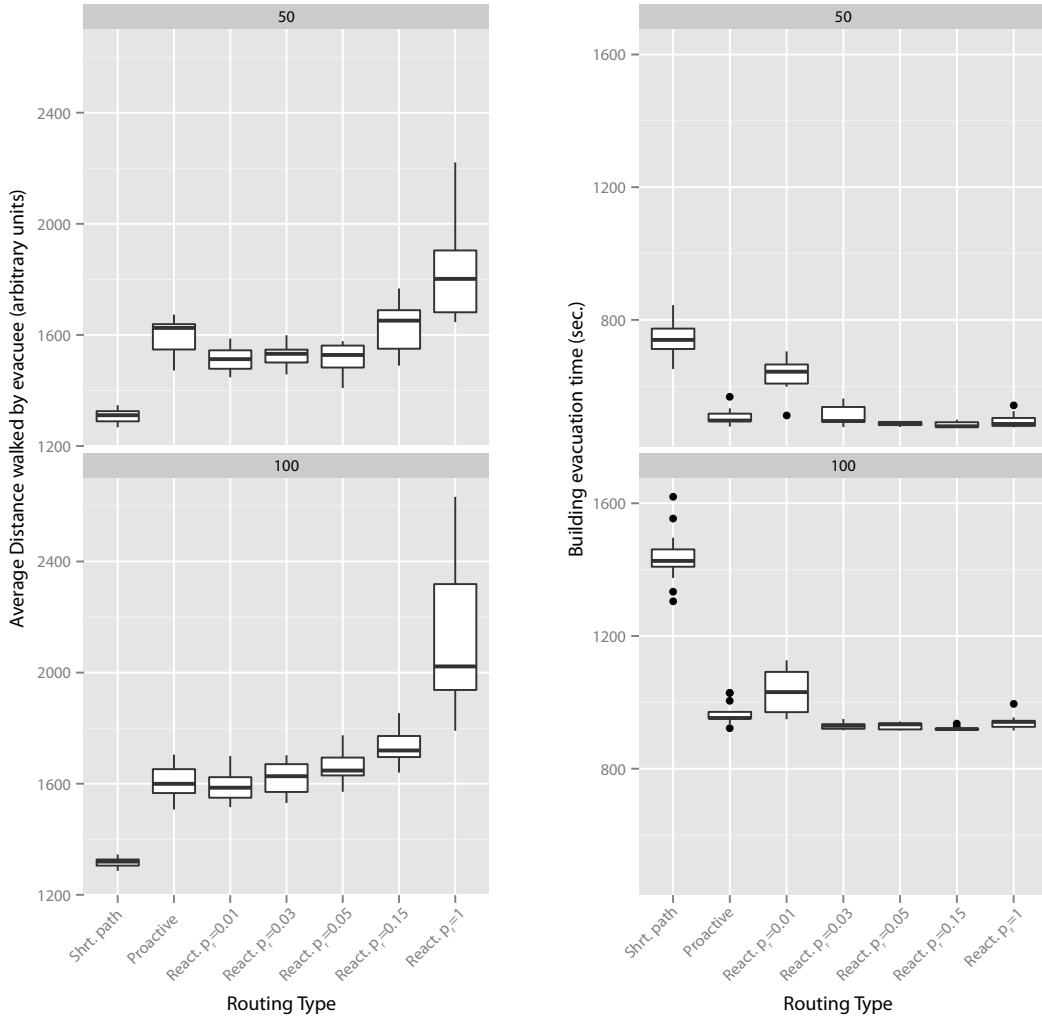 50
2400
2000
1600
1200
100
2400
2000
1600
1200
Average Distance walked by evacuee (arbitrary units)
Shrt. path
Proactive
React. pᵣ=0.01
React. pᵣ=0.03
React. pᵣ=0.05
React. pᵣ=0.15
React. pᵣ=1
Routing Type
50
1600
1200
800
100
1600
1200
800
Building evacuation time (sec.)
Shrt. path
Proactive
React. pᵣ=0.01
React. pᵣ=0.03
React. pᵣ=0.05
React. pᵣ=0.15
React. pᵣ=1
Routing Type